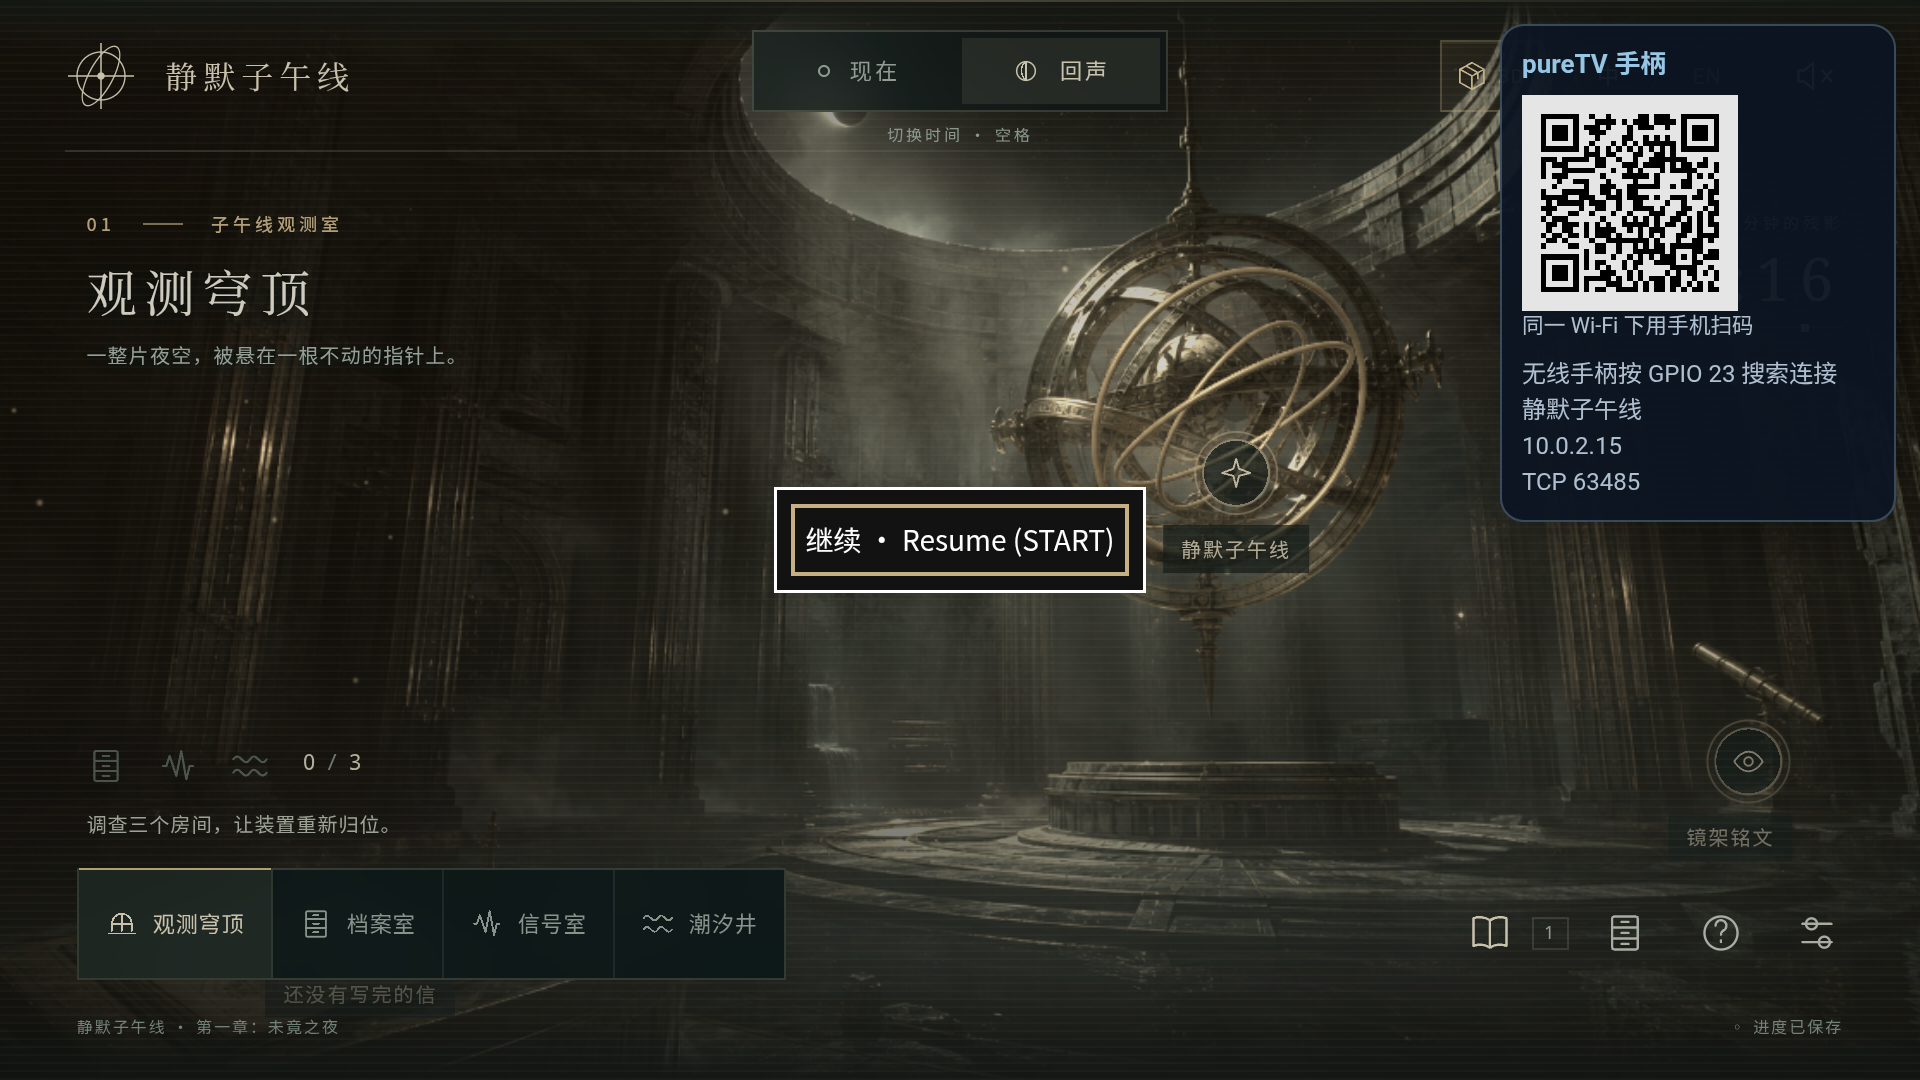 静默子午线
现在
回声
切换时间 · 空格
EN
pureTV 手柄
同一 Wi-Fi 下用手机扫码
无线手柄按 GPIO 23 搜索连接
静默子午线
10.0.2.15
TCP 63485
分钟的残影
:16
01 — 子午线观测室
观测穹顶
一整片夜空，被悬在一根不动的指针上。
继续 · Resume (START)
静默子午线
0 / 3
调查三个房间，让装置重新归位。
镜架铭文
观测穹顶
档案室
信号室
潮汐井
1
还没有写完的信
静默子午线 · 第一章：未竟之夜
进度已保存